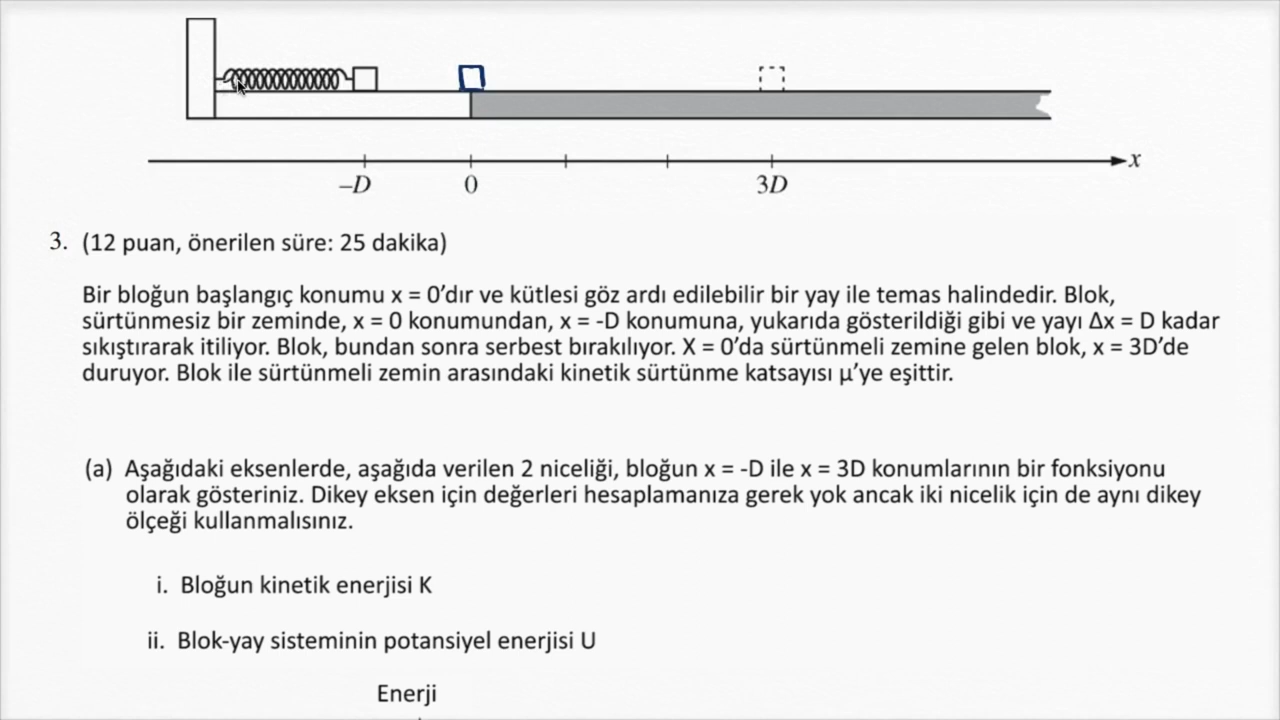 –D 0 3D x
3. (12 puan, önerilen süre: 25 dakika)
Bir bloğun başlangıç konumu x = 0’dır ve kütlesi göz ardı edilebilir bir yay ile temas halindedir. Blok,
sürtünmesiz bir zeminde, x = 0 konumundan, x = -D konumuna, yukarıda gösterildiği gibi ve yayı Δx = D kadar
sıkıştırarak itiliyor. Blok, bundan sonra serbest bırakılıyor. X = 0’da sürtünmeli zemine gelen blok, x = 3D’de
duruyor. Blok ile sürtünmeli zemin arasındaki kinetik sürtünme katsayısı μ’ye eşittir.
(a) Aşağıdaki eksenlerde, aşağıda verilen 2 niceliği, bloğun x = -D ile x = 3D konumlarının bir fonksiyonu
olarak gösteriniz. Dikey eksen için değerleri hesaplamanıza gerek yok ancak iki nicelik için de aynı dikey
ölçeği kullanmalısınız.
i. Bloğun kinetik enerjisi K
ii. Blok-yay sisteminin potansiyel enerjisi U
Enerji